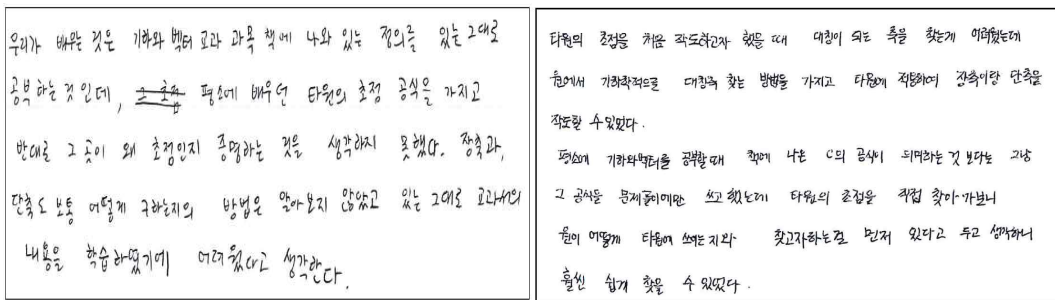 우리가 배우는 것은 기하와 벡터 교과 과목 책에 나와 있는 정의를 있는 그대로
공부하는 것인데, 평소에 배우던 타원의 초점 공식을 가지고
반대로 그 곳이 왜 초점인지 증명하는 것을 생각하지 못했다. 장축과,
단축도 보통 어떻게 구하는지의 방법은 알아보지 않았고 있는 그대로 교과서의
내용을 학습하였기에 어려웠다고 생각한다.
타원의 초점을 처음 작도하고자 했을 때 대칭이 되는 축을 찾는게 어려웠는데
원에서 기하학적으로 대칭축 찾는 방법을 가지고 타원에 적용하여 장축이랑 단축을
작도할 수 있었다.
평소에 기하와벡터를 공부할때 책에 나온 C의 공식이 의미하는 것 보다는 그냥
그 공식을 문제풀이에만 쓰고 했는데 타원의 초점을 직접 찾아가보니
원이 어떻게 타원에 쓰이는지와 찾고자하는걸 먼저 있다고 두고 생각하니
훨씬 쉽게 찾을 수 있었다.